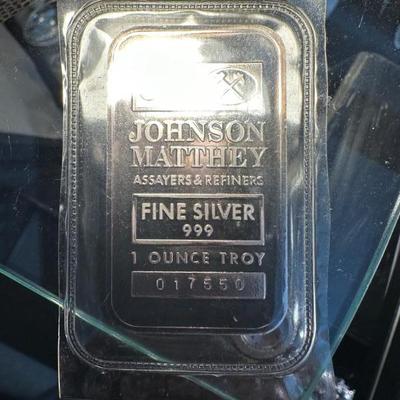 JOHNSON
MATTHEY
ASSAYERS & REFINERS
FINE SILVER
999
1 OUNCE TROY
017550